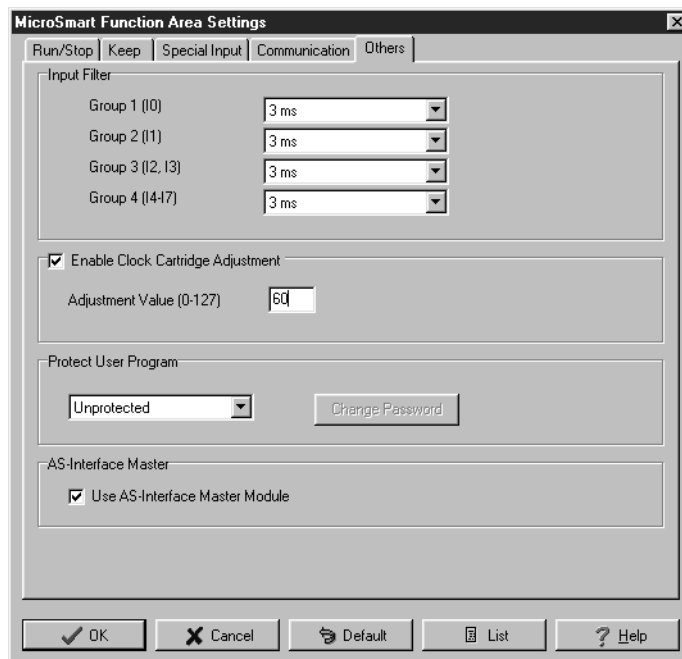 MicroSmart Function Area Settings
Run/Stop Keep Special Input Communication Others
Input Filter
Group 1 (I0) 3 ms
Group 2 (I1) 3 ms
Group 3 (I2, I3) 3 ms
Group 4 (I4-I7) 3 ms
Enable Clock Cartridge Adjustment
Adjustment Value (0-127) 60
Protect User Program
Unprotected Change Password
AS-Interface Master
Use AS-Interface Master Module
OK Cancel Default List Help